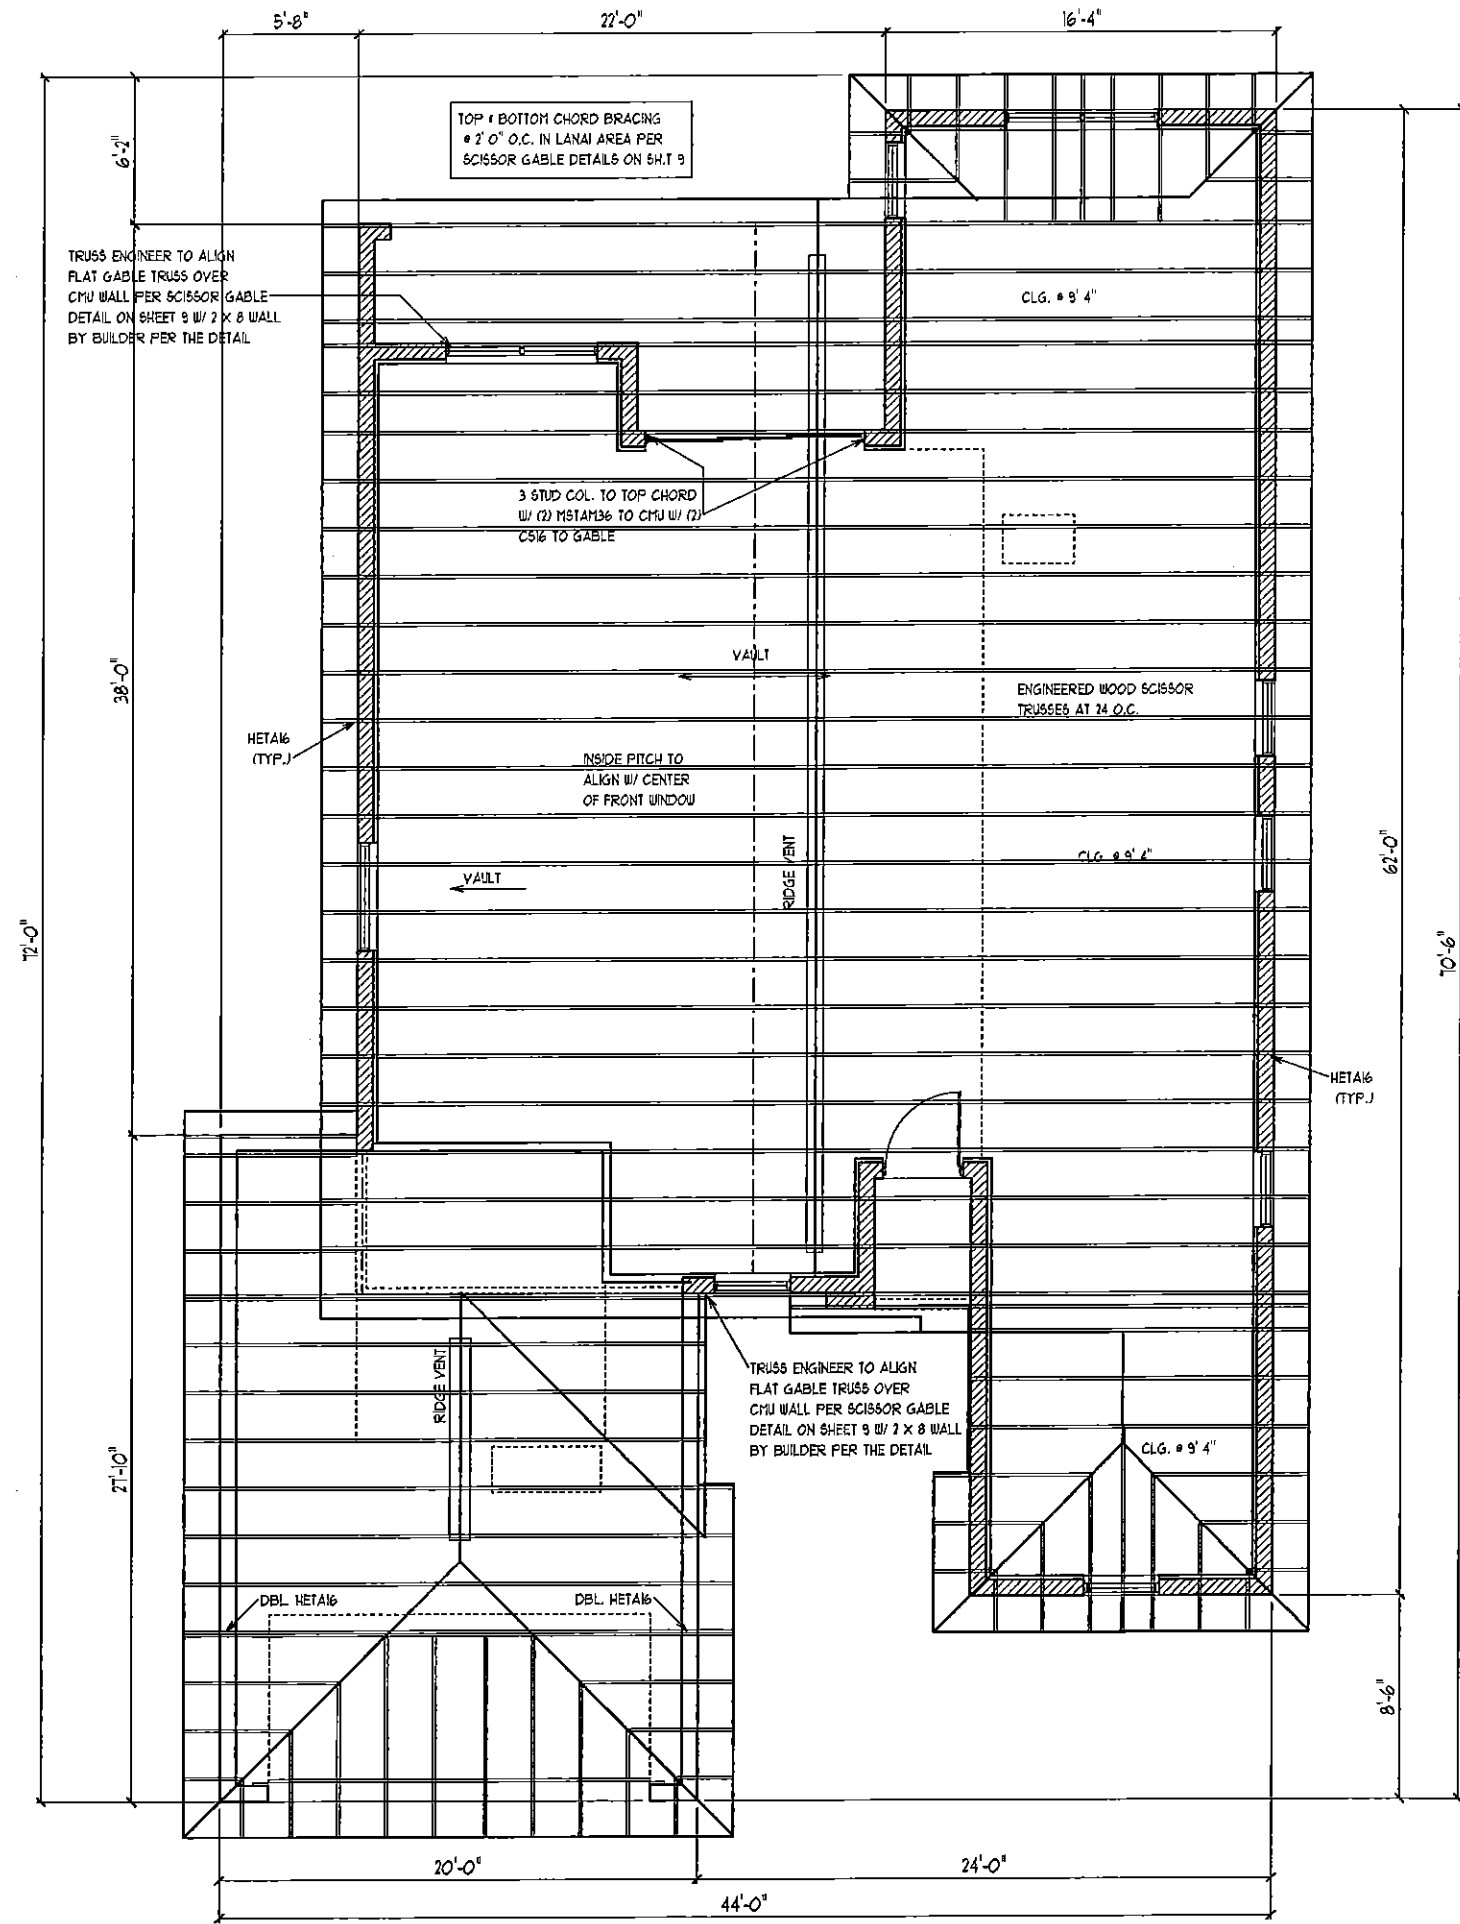 5'-8"
22'-0"
16'-4"
TOP & BOTTOM CHORD BRACING
@ 2' 0" O.C. IN LANAI AREA PER
SCISSOR GABLE DETAILS ON SH.T 9
6'-2"
TRUSS ENGINEER TO ALIGN
FLAT GABLE TRUSS OVER
CMU WALL PER SCISSOR GABLE
DETAIL ON SHEET 9 W/ 2 X 8 WALL
BY BUILDER PER THE DETAIL
CLG. @ 9' 4"
3 STUD COL. TO TOP CHORD
W/ (2) MSTAM36 TO CMU W/ (2)
CS16 TO GABLE
VAULT
38'-0"
ENGINEERED WOOD SCISSOR
TRUSSES AT 24 O.C.
HETA16
(TYP.)
INSIDE PITCH TO
ALIGN W/ CENTER
OF FRONT WINDOW
RIDGE VENT
CLG. @ 9' 4"
62'-0"
VAULT
72'-0"
70'-6"
HETA16
(TYP.)
RIDGE VENT
TRUSS ENGINEER TO ALIGN
FLAT GABLE TRUSS OVER
CMU WALL PER SCISSOR GABLE
DETAIL ON SHEET 9 W/ 2 X 8 WALL
BY BUILDER PER THE DETAIL
CLG. @ 9' 4"
27'-10"
DBL. HETA16
DBL. HETA16
8'-6"
20'-0"
24'-0"
44'-0"